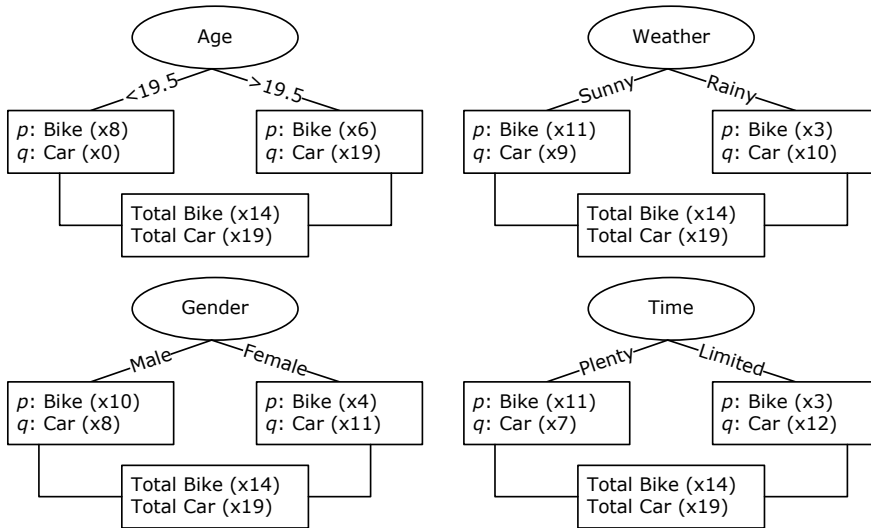 Age
<19.5
>19.5
p: Bike (x8)
q: Car (x0)
p: Bike (x6)
q: Car (x19)
Total Bike (x14)
Total Car (x19)
Weather
Sunny
Rainy
p: Bike (x11)
q: Car (x9)
p: Bike (x3)
q: Car (x10)
Total Bike (x14)
Total Car (x19)
Gender
Male
Female
p: Bike (x10)
q: Car (x8)
p: Bike (x4)
q: Car (x11)
Total Bike (x14)
Total Car (x19)
Time
Plenty
Limited
p: Bike (x11)
q: Car (x7)
p: Bike (x3)
q: Car (x12)
Total Bike (x14)
Total Car (x19)